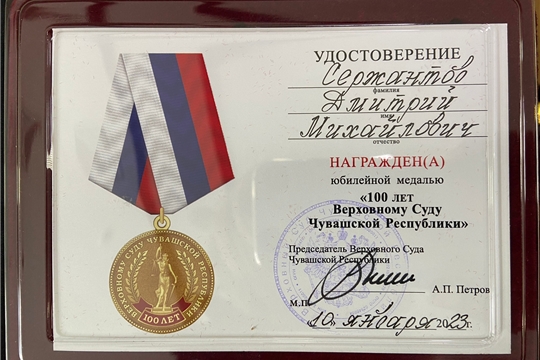 УДОСТОВЕРЕНИЕ
Сержантов
фамилия
Дмитрий
имя
Михайлович
отчество
НАГРАЖДЕН(А)
юбилейной медалью
«100 ЛЕТ
Верховному Суду
Чувашской Республики»
Председатель Верховного Суда
Чувашской Республики
А.П. Петров
М.П.
«10» января 2023г.
ВЕРХОВНОМУ СУДУ ЧУВАШСКОЙ РЕСПУБЛИКИ
100 ЛЕТ